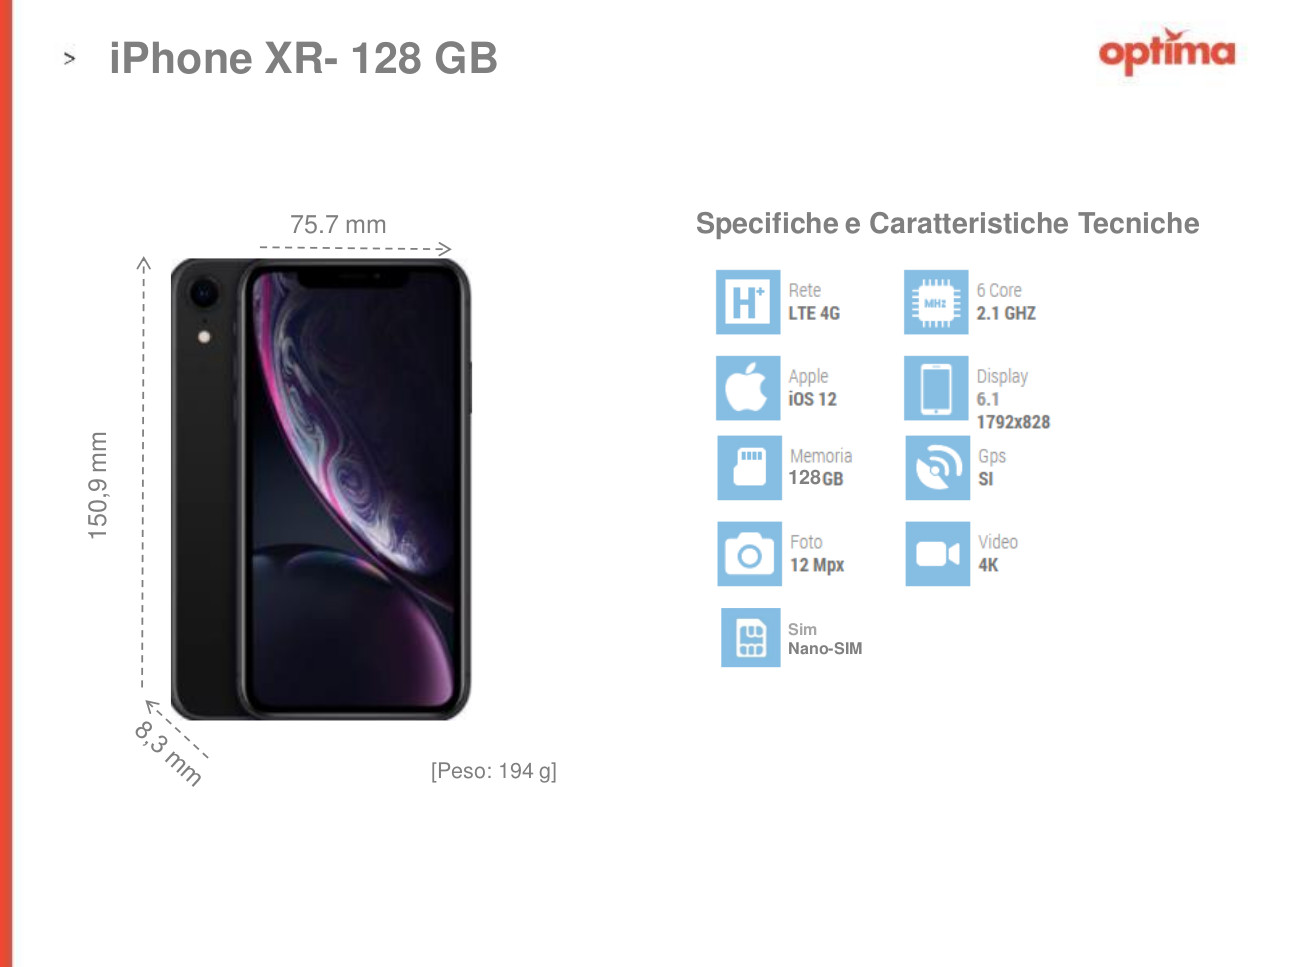 > iPhone XR- 128 GB
optima
75.7 mm
150,9 mm
8,3 mm
[Peso: 194 g]
Specifiche e Caratteristiche Tecniche
H+
Rete
LTE 4G
MHz
6 Core
2.1 GHZ
Apple
iOS 12
Display
6.1
1792x828
Memoria
128GB
Gps
SI
Foto
12 Mpx
Video
4K
Sim
Nano-SIM